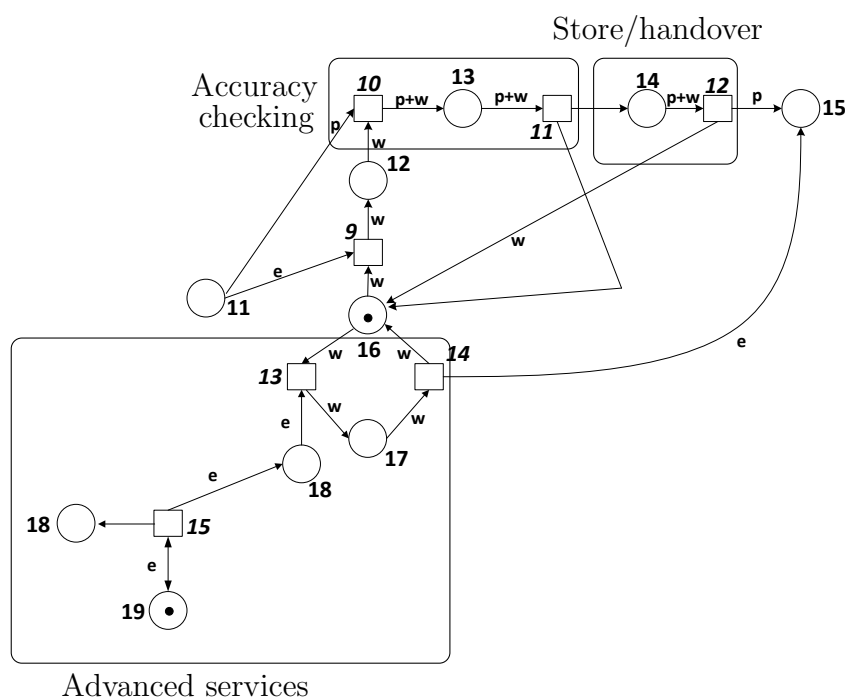 Store/handover
Accuracy
checking
10
p+w
13
p+w
11
14
p+w
12
p
15
p
w
12
w
9
e
w
11
w
16
w
w
14
13
e
w
w
e
17
e
18
18
15
e
19
Advanced services